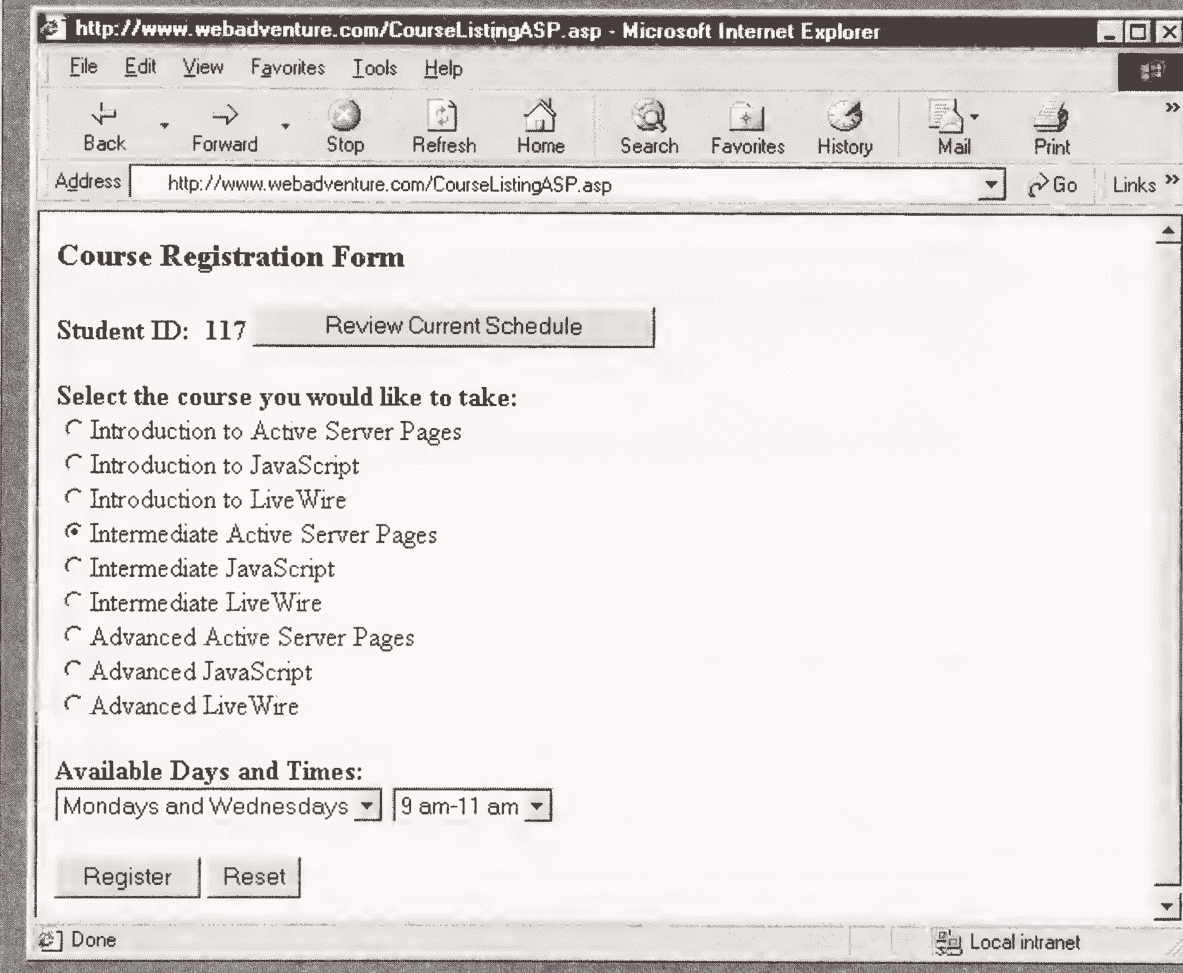 http://www.webadventure.com/CourseListingASP.asp - Microsoft Internet Explorer
File Edit View Favorites Tools Help
Back Forward Stop Refresh Home Search Favorites History Mail Print »
Address http://www.webadventure.com/CourseListingASP.asp Go Links »
Course Registration Form
Student ID: 117 Review Current Schedule
Select the course you would like to take:
Introduction to Active Server Pages
Introduction to JavaScript
Introduction to LiveWire
Intermediate Active Server Pages
Intermediate JavaScript
Intermediate LiveWire
Advanced Active Server Pages
Advanced JavaScript
Advanced LiveWire
Available Days and Times:
Mondays and Wednesdays 9 am-11 am
Register Reset
Done Local intranet